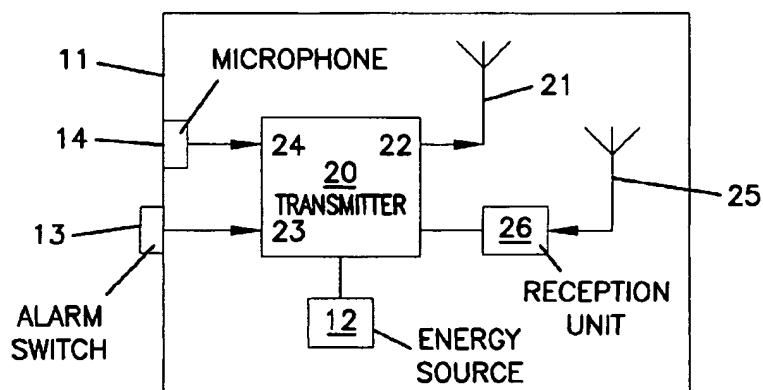 11
MICROPHONE
21
14
24
22
20
TRANSMITTER
25
13
23
26
ALARM
SWITCH
RECEPTION
UNIT
12
ENERGY
SOURCE